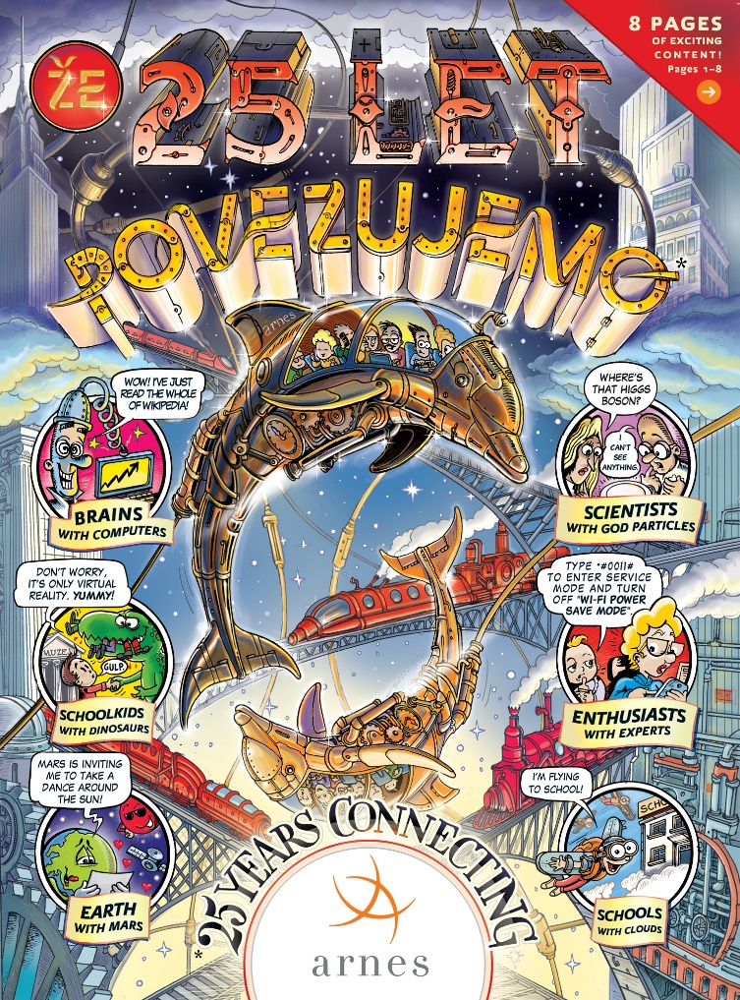 ŽE
25 LET
POVEZUJEMO*
8 PAGES
OF EXCITING
CONTENT!
Pages 1–8
arnes
WOW! I'VE JUST
READ THE WHOLE
OF WIKIPEDIA!
BRAINS
WITH COMPUTERS
WHERE'S
THAT HIGGS
BOSON?
I
CAN'T
SEE
ANYTHING.
SCIENTISTS
WITH GOD PARTICLES
DON'T WORRY,
IT'S ONLY VIRTUAL
REALITY. YUMMY!
MUZE
GULP
SCHOOLKIDS
WITH DINOSAURS
TYPE *#0011#
TO ENTER SERVICE
MODE AND TURN
OFF "WI-FI POWER
SAVE MODE".
ENTHUSIASTS
WITH EXPERTS
MARS IS INVITING
ME TO TAKE A
DANCE AROUND
THE SUN!
EARTH
WITH MARS
I'M FLYING
TO SCHOOL!
SCHO
SCHOOLS
WITH CLOUDS
*25 YEARS CONNECTING
arnes